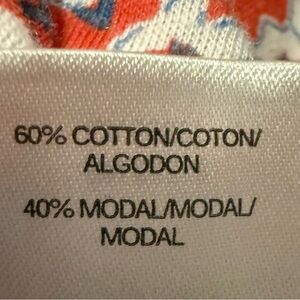 60% COTTON/COTON/
ALGODON
40% MODAL/MODAL/
MODAL